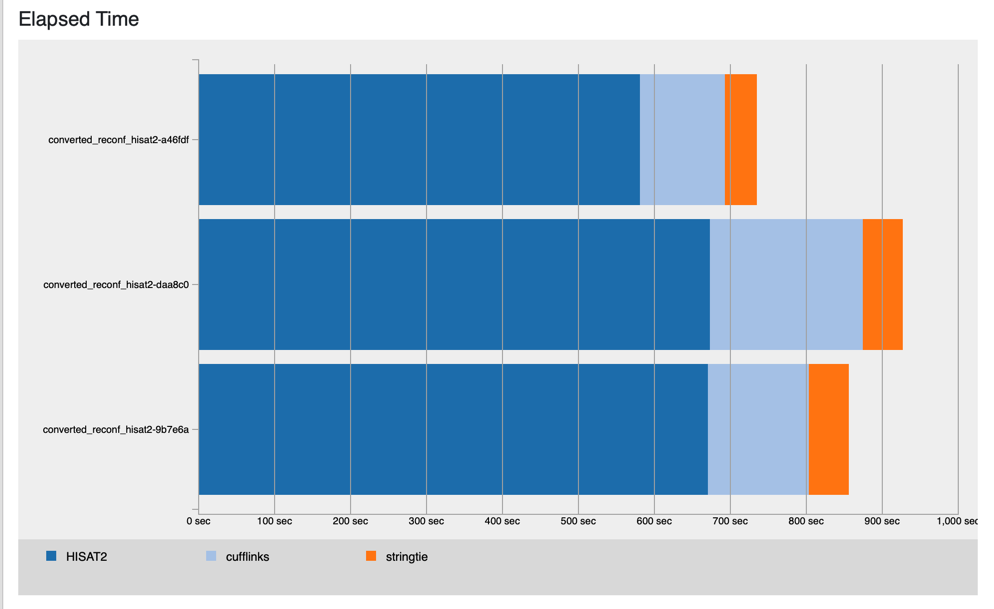 Elapsed Time
converted_reconf_hisat2-a46fdf
converted_reconf_hisat2-daa8c0
converted_reconf_hisat2-9b7e6a
0 sec 100 sec 200 sec 300 sec 400 sec 500 sec 600 sec 700 sec 800 sec 900 sec 1,000 sec
HISAT2 cufflinks stringtie